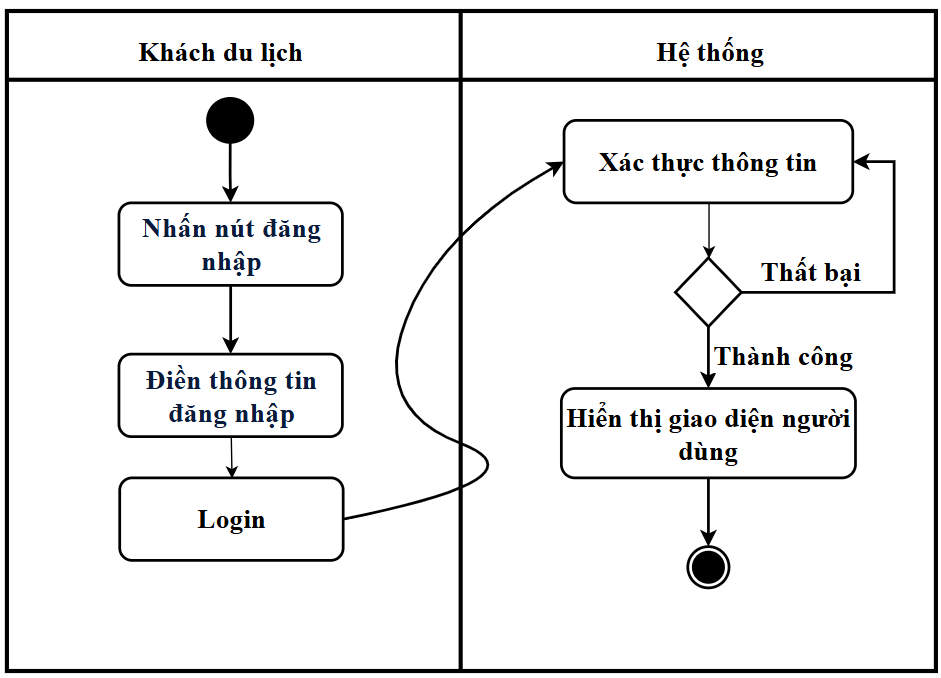 Khách du lịch
Hệ thống
Nhấn nút đăng
nhập
Điền thông tin
đăng nhập
Login
Xác thực thông tin
Thất bại
Thành công
Hiển thị giao diện người
dùng